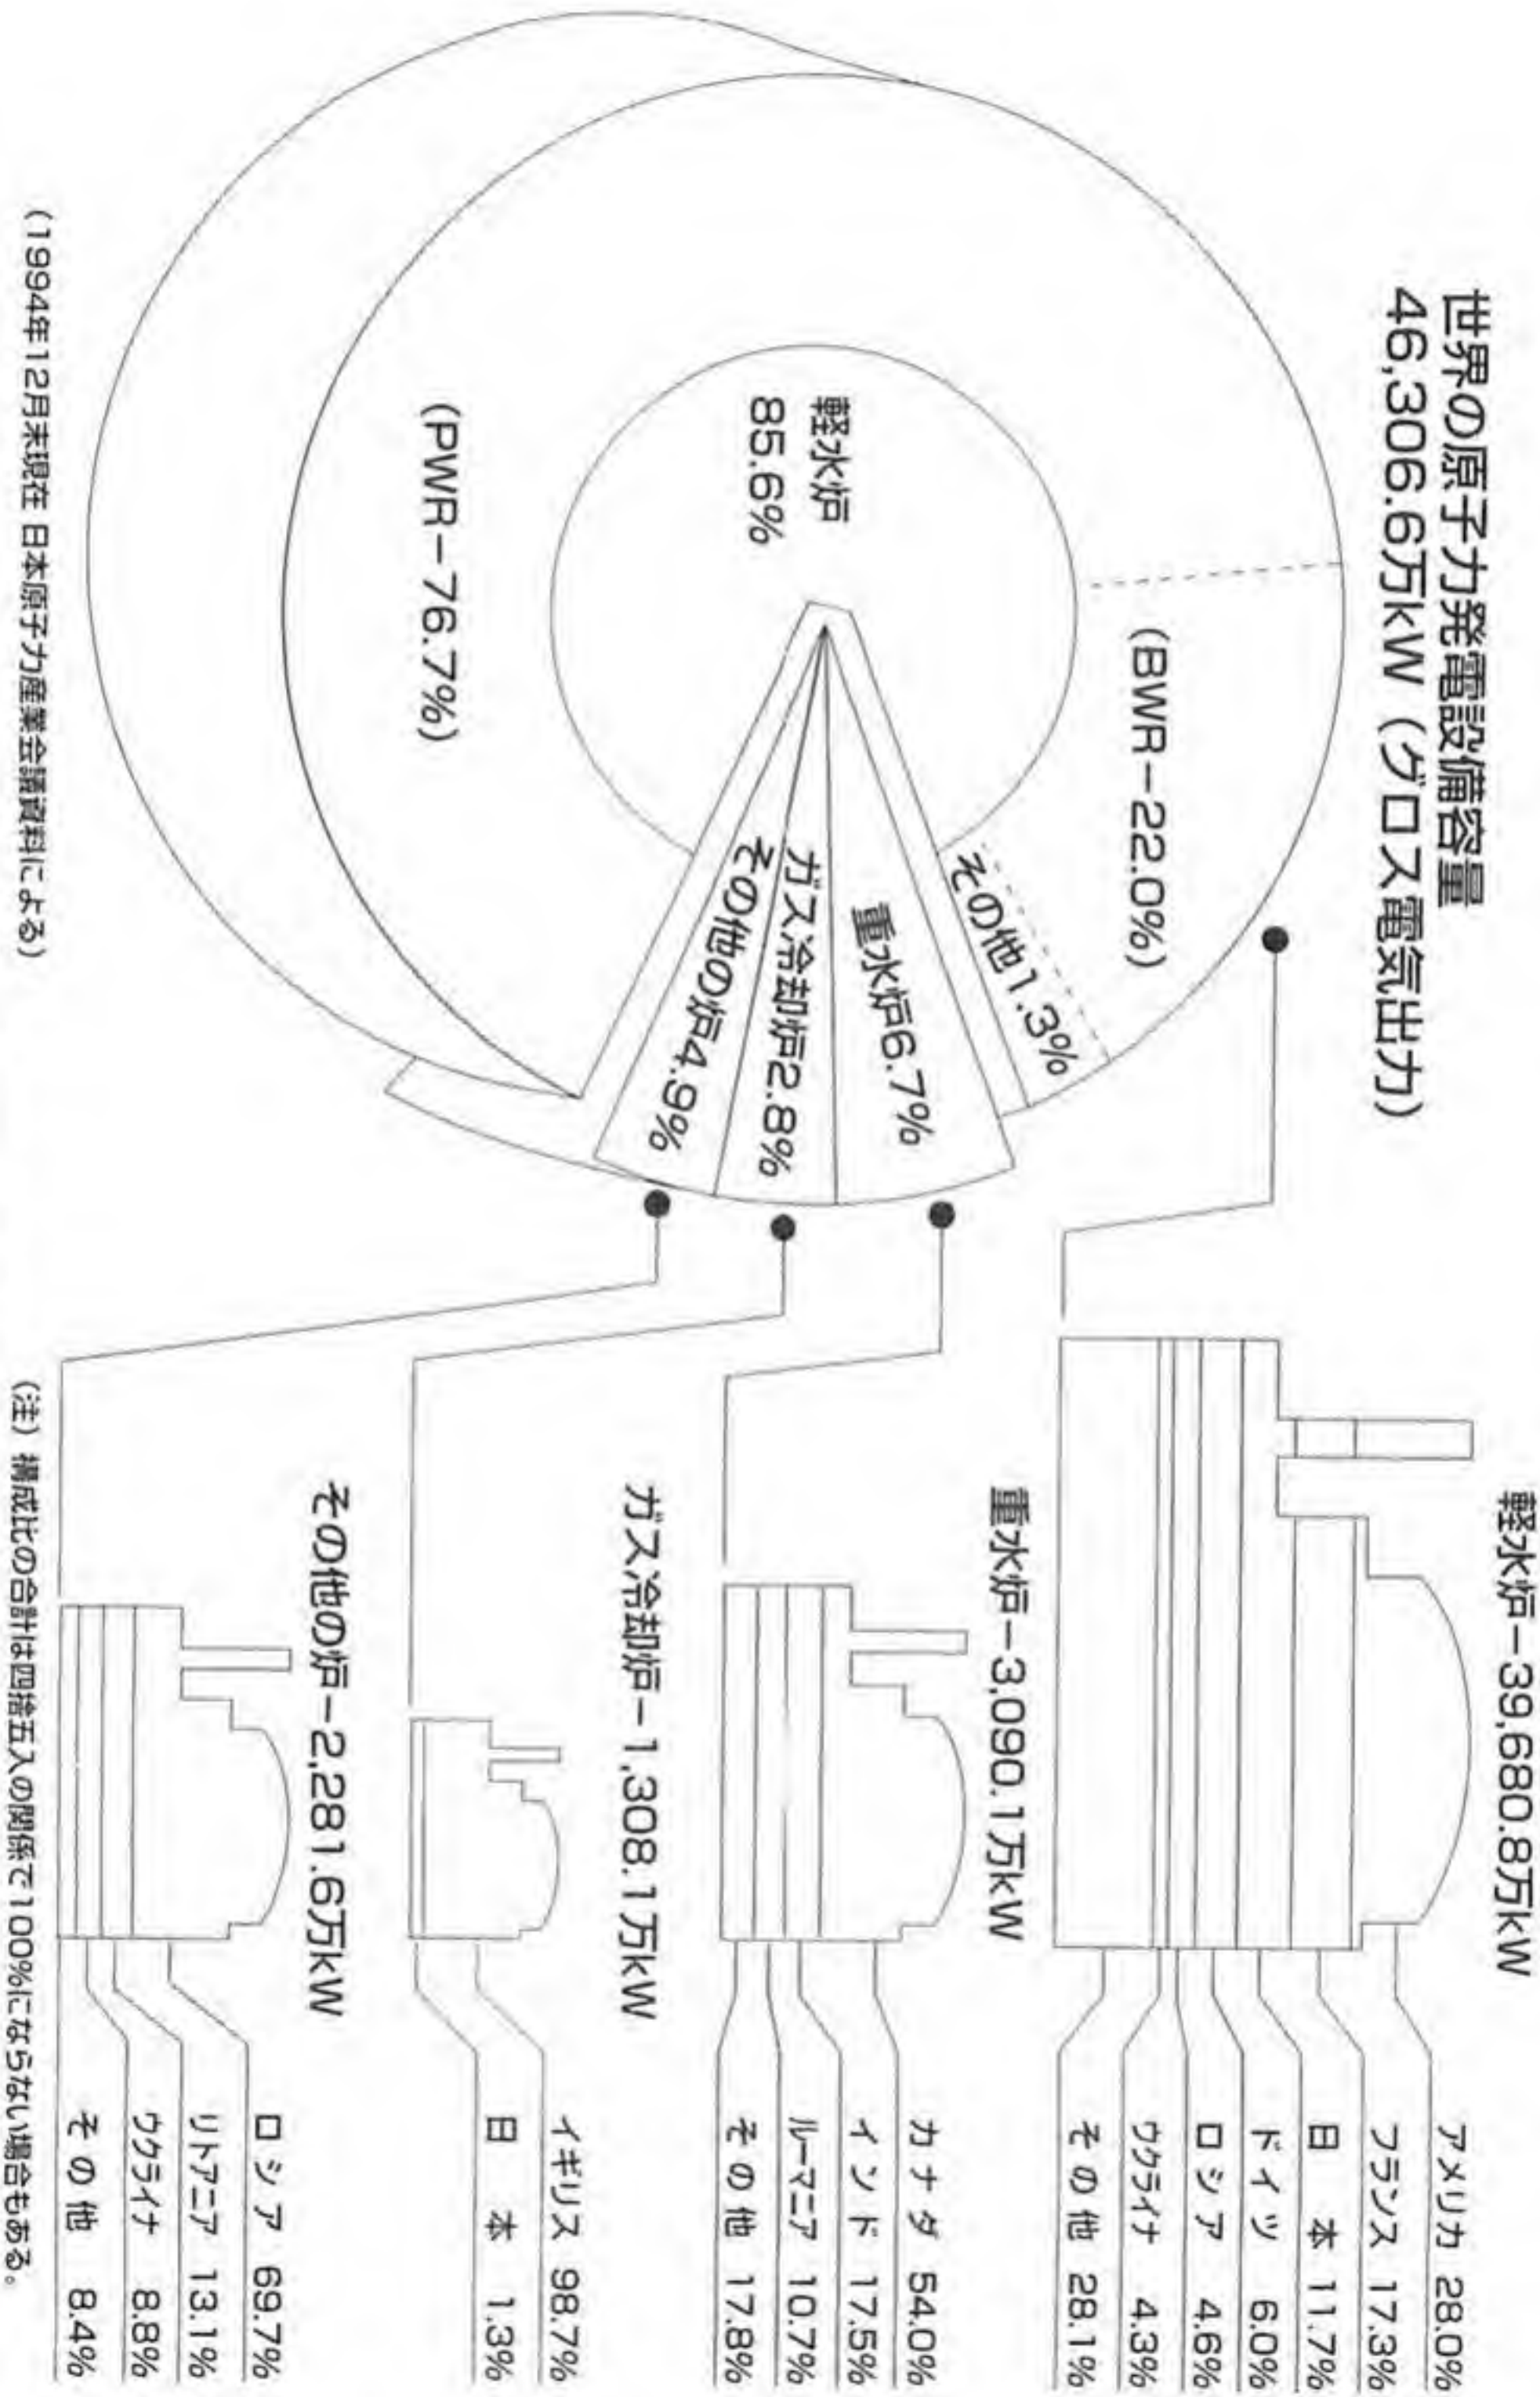 世界の原子力発電設備容量
46,306.6万kW（グロス電気出力）
軽水炉
85.6%
（PWR－76.7%）
（BWR－22.0%）
その他1.3%
重水炉6.7%
ガス冷却炉2.8%
その他の炉4.9%
軽水炉－39,680.8万kW
アメリカ 28.0%
フランス 17.3%
日本 11.7%
ドイツ 6.0%
ロシア 4.6%
ウクライナ 4.3%
その他 28.1%
重水炉－3,090.1万kW
カナダ 54.0%
インド 17.5%
ルーマニア 10.7%
その他 17.8%
ガス冷却炉－1,308.1万kW
イギリス 98.7%
日本 1.3%
その他の炉－2,281.6万kW
ロシア 69.7%
リトアニア 13.1%
ウクライナ 8.8%
その他 8.4%
（1994年12月末現在 日本原子力産業会議資料による）
（注）構成比の合計は四捨五入の関係で100%にならない場合もある。